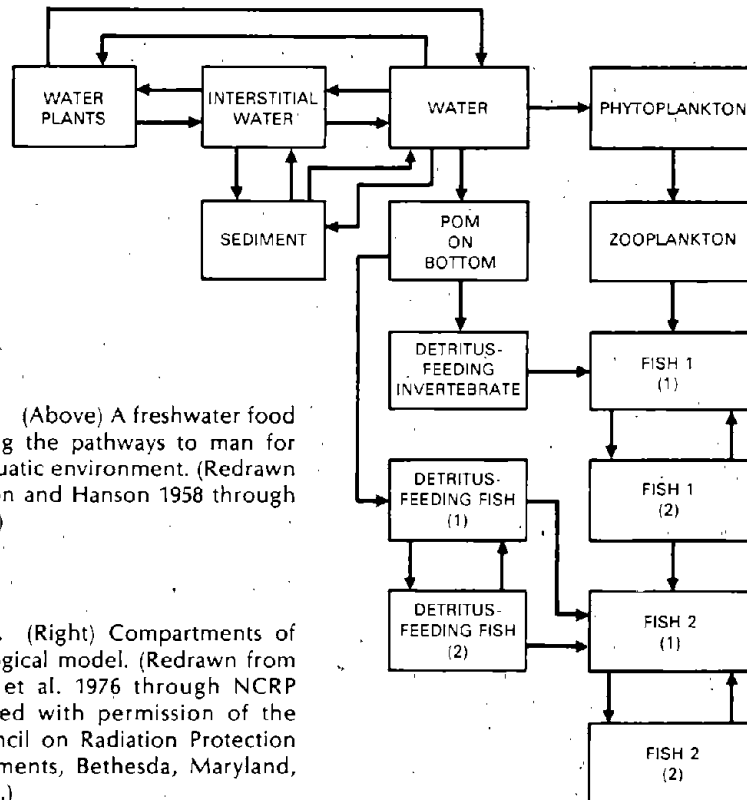 WATER
PLANTS
INTERSTITIAL
WATER
WATER
PHYTOPLANKTON
SEDIMENT
POM
ON
BOTTOM
ZOOPLANKTON
DETRITUS-
FEEDING
INVERTEBRATE
FISH 1
(1)
DETRITUS-
FEEDING FISH
(1)
FISH 1
(2)
DETRITUS-
FEEDING FISH
(2)
FISH 2
(1)
FISH 2
(2)
(Above) A freshwater food
g the pathways to man for
uatic environment. (Redrawn
on and Hanson 1958 through
)
. (Right) Compartments of
ogical model. (Redrawn from
et al. 1976 through NCRP
ed with permission of the
ncil on Radiation Protection
ments, Bethesda, Maryland,
.)